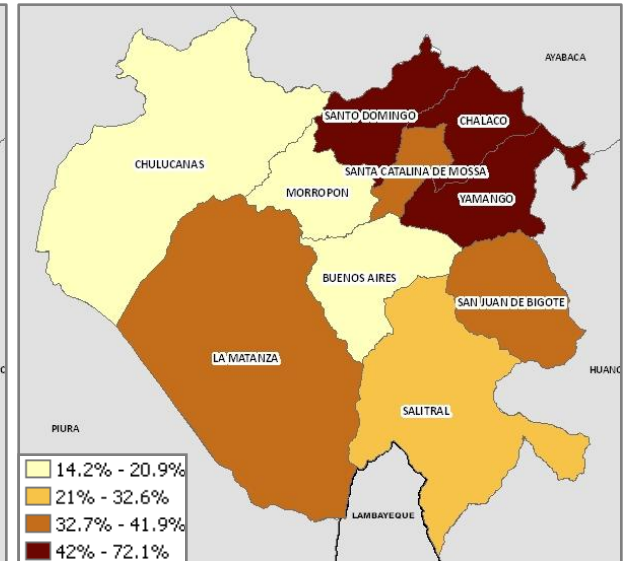 AYABACA
SANTO DOMINGO
CHALACO
CHULUCANAS
SANTA CATALINA DE MOSSA
MORROPON
YAMANGO
BUENOS AIRES
SAN JUAN DE BIGOTE
LA MATANZA
HUANC
SALITRAL
PIURA
14.2% - 20.9%
21% - 32.6%
32.7% - 41.9%
LAMBAYEQUE
42% - 72.1%